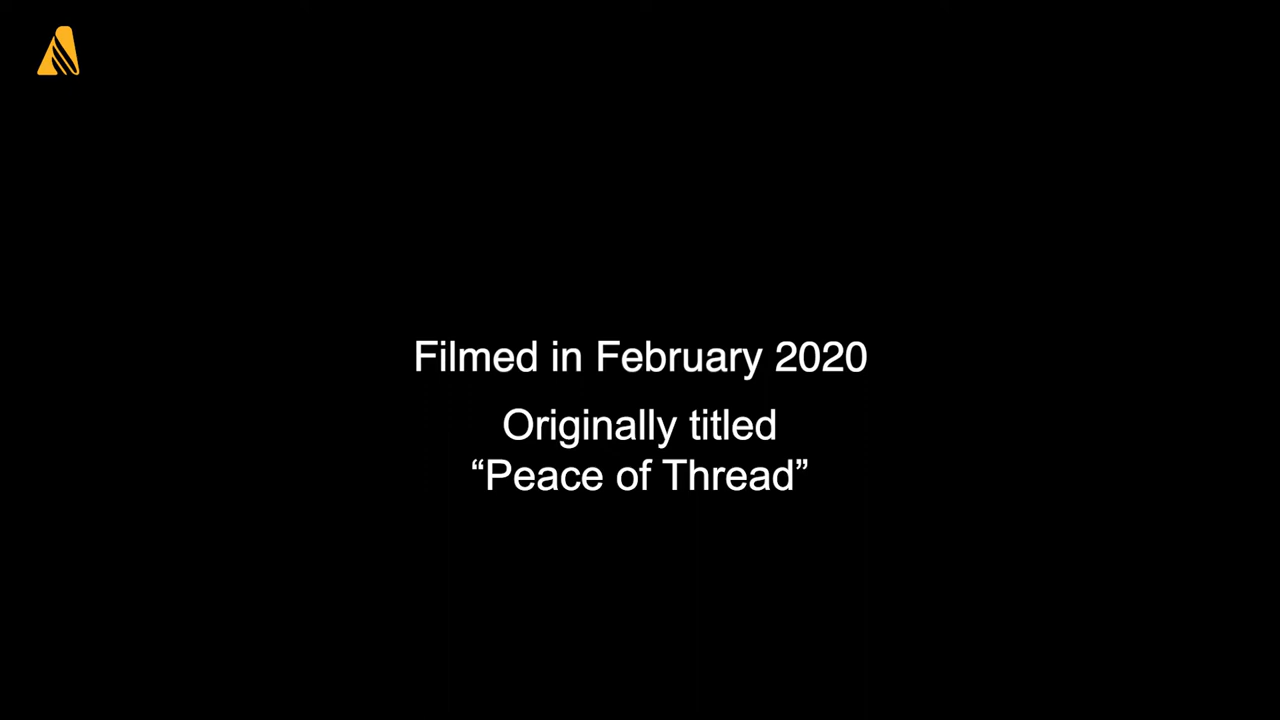 Filmed in February 2020
Originally titled
“Peace of Thread”